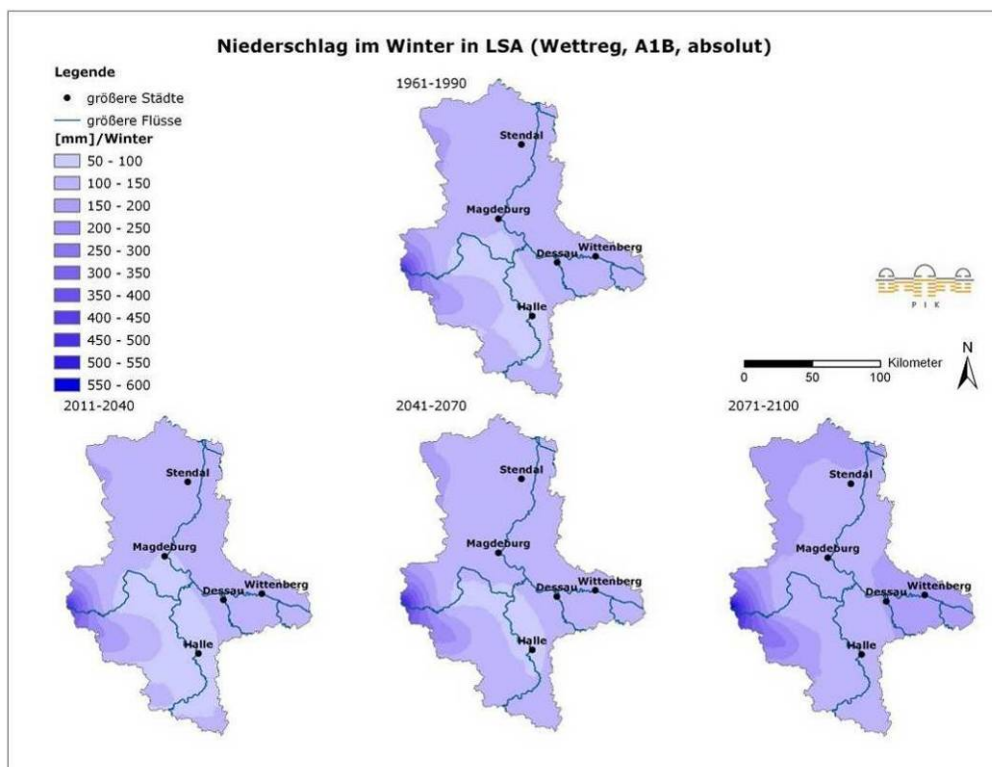 Niederschlag im Winter in LSA (Wettreg, A1B, absolut)
Legende
größere Städte
größere Flüsse
[mm]/Winter
50 - 100
100 - 150
150 - 200
200 - 250
250 - 300
300 - 350
350 - 400
400 - 450
450 - 500
500 - 550
550 - 600
1961-1990
Stendal
Magdeburg
Dessau Wittenberg
Halle
P I K
Kilometer
0 50 100
N
2011-2040
Stendal
Magdeburg
Dessau Wittenberg
Halle
2041-2070
Stendal
Magdeburg
Dessau Wittenberg
Halle
2071-2100
Stendal
Magdeburg
Dessau Wittenberg
Halle